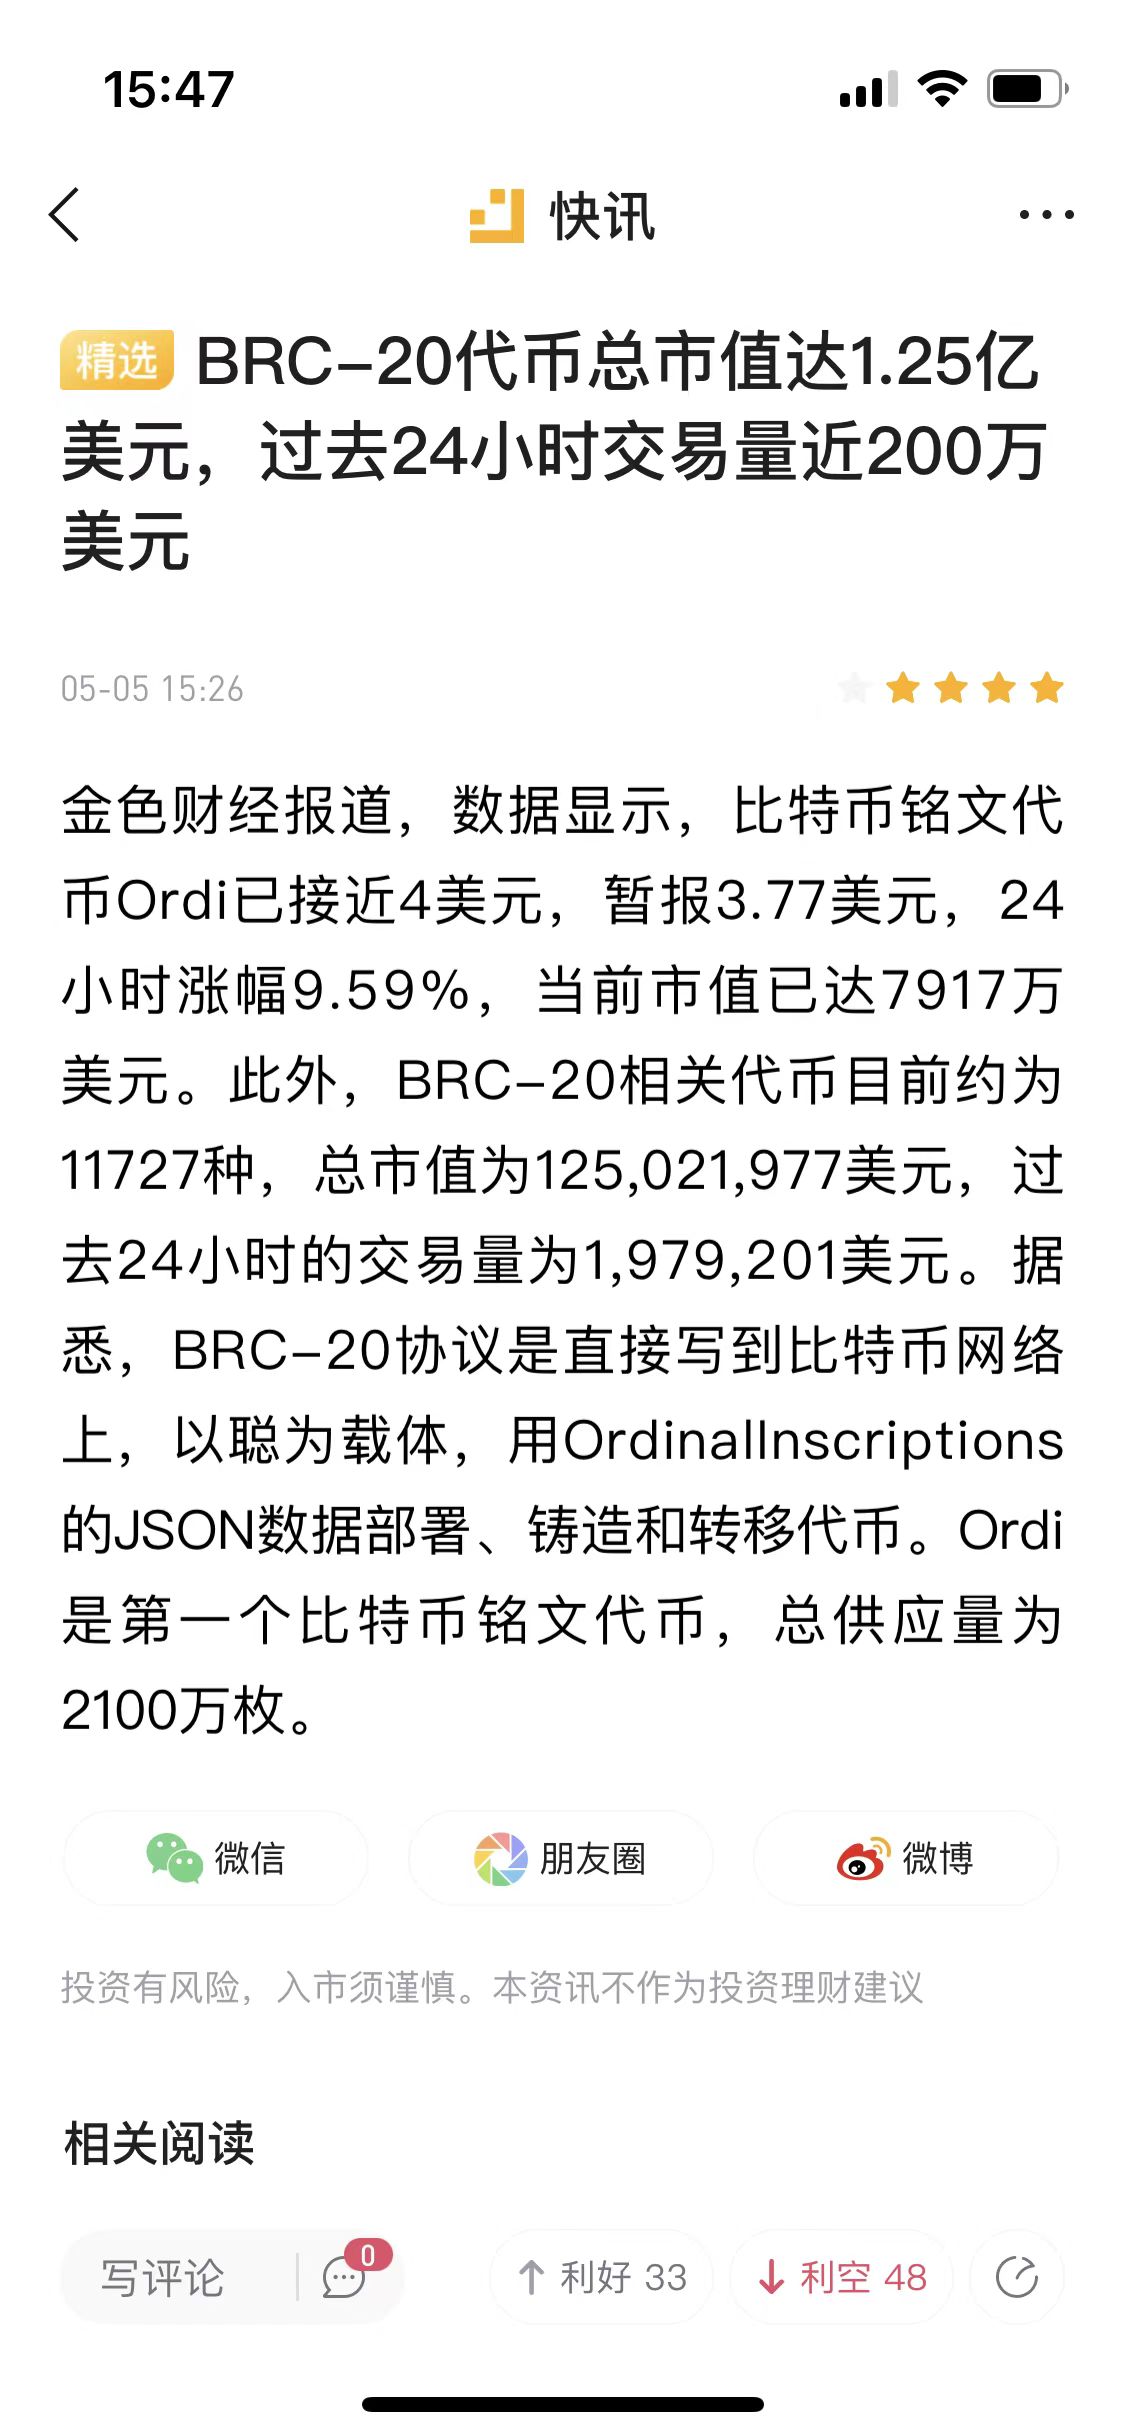 15:47
快讯
精选 BRC-20代币总市值达1.25亿
美元，过去24小时交易量近200万
美元
05-05 15:26
金色财经报道，数据显示，比特币铭文代
币Ordi已接近4美元，暂报3.77美元，24
小时涨幅9.59%，当前市值已达7917万
美元。此外，BRC-20相关代币目前约为
11727种，总市值为125,021,977美元，过
去24小时的交易量为1,979,201美元。据
悉，BRC-20协议是直接写到比特币网络
上，以聪为载体，用OrdinalInscriptions
的JSON数据部署、铸造和转移代币。Ordi
是第一个比特币铭文代币，总供应量为
2100万枚。
微信 朋友圈 微博
投资有风险，入市须谨慎。本资讯不作为投资理财建议
相关阅读
写评论 0 利好 33 利空 48